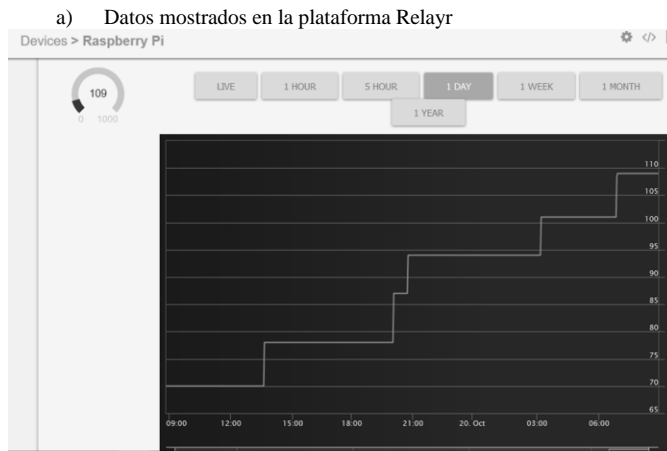 a) Datos mostrados en la plataforma Relayr
Devices > Raspberry Pi
109
0 1000
LIVE 1 HOUR 5 HOUR 1 DAY 1 WEEK 1 MONTH
1 YEAR
110
105
100
95
90
85
80
75
70
65
09:00 12:00 15:00 18:00 21:00 20. Oct 03:00 06:00